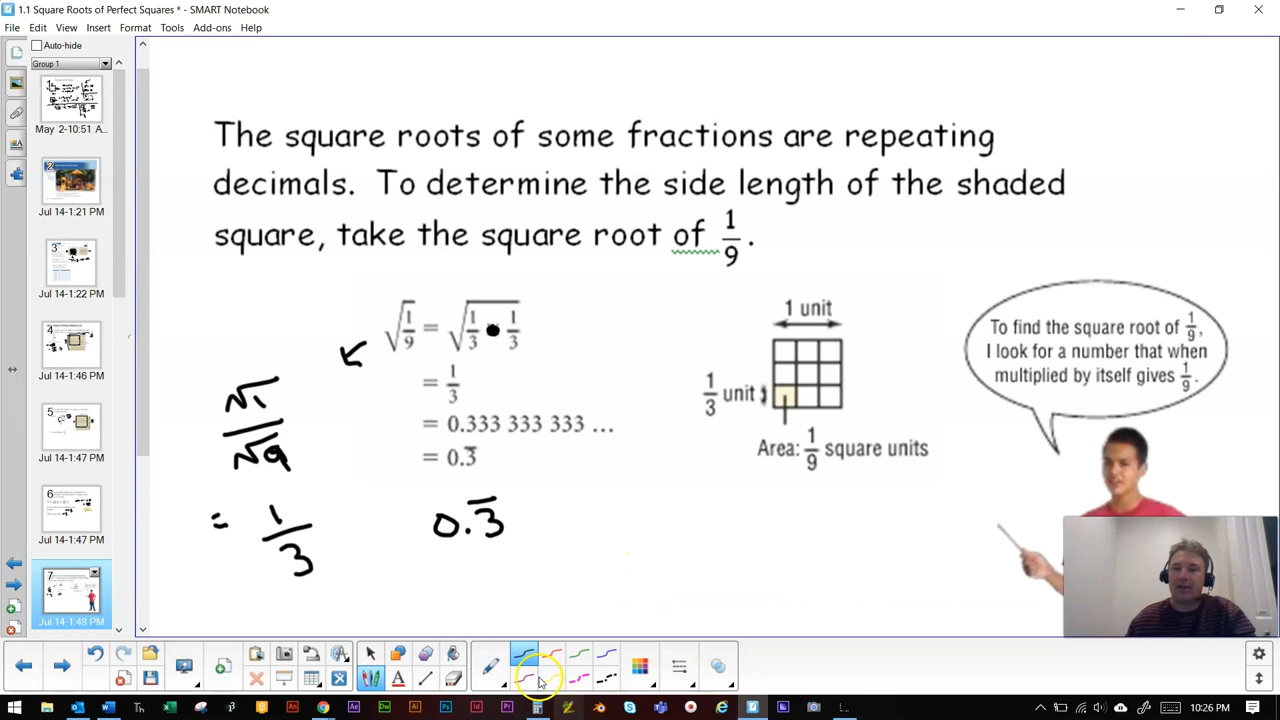 1.1 Square Roots of Perfect Squares * - SMART Notebook
File Edit View Insert Format Tools Add-ons Help
Auto-hide
Group 1
May 2-10:51 A...
2
Jul 14-1:21 PM
3
Jul 14-1:22 PM
4
Jul 14-1:46 PM
5
Jul 14-1:47 PM
6
Jul 14-1:47 PM
7
Jul 14-1:48 PM
The square roots of some fractions are repeating
decimals. To determine the side length of the shaded
square, take the square root of 1/9.
√(1/9) = √(1/3 • 1/3)
= 1/3
= 0.333 333 333 ...
= 0.3̅
√1/√9
= 1/3
0.3̅
1 unit
1/3 unit
Area: 1/9 square units
To find the square root of 1/9,
I look for a number that when
multiplied by itself gives 1/9.
A
10:26 PM